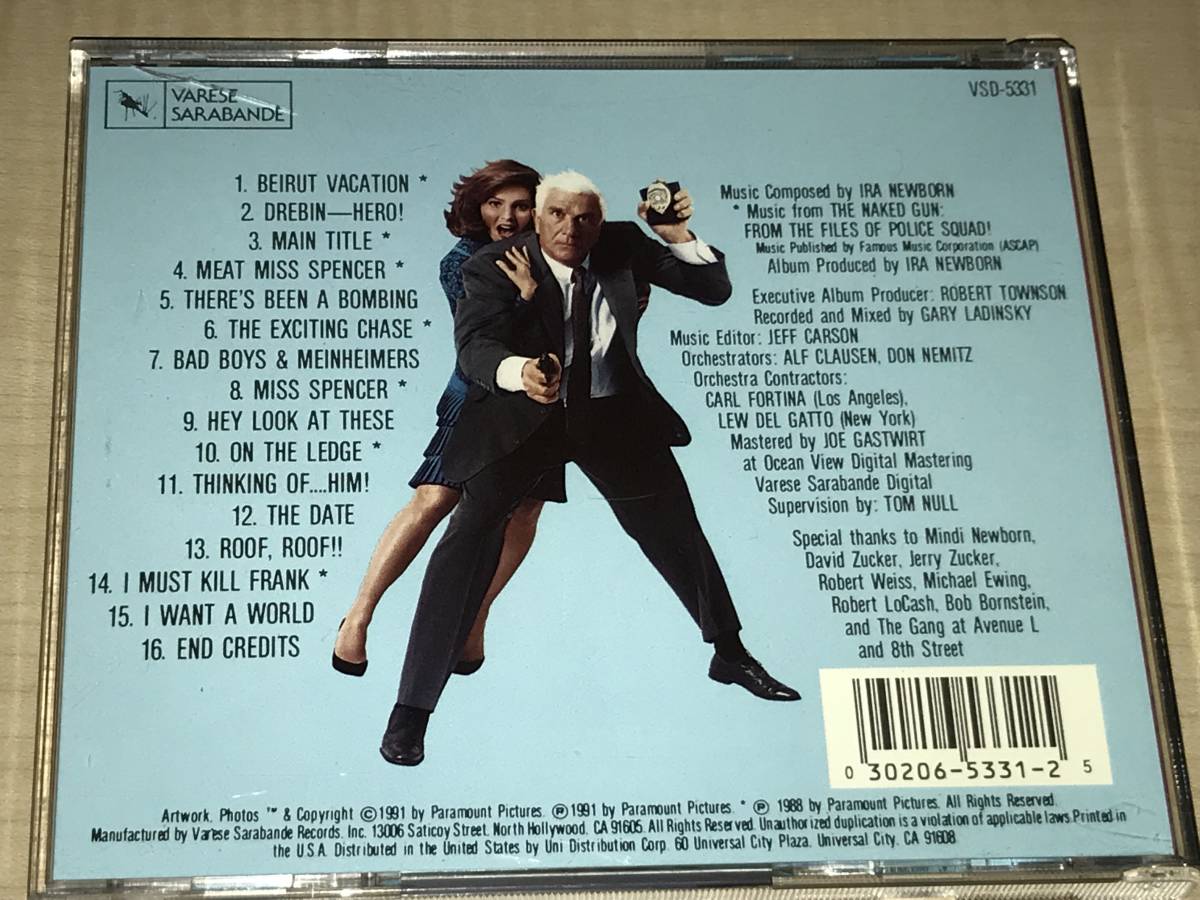 VARÈSE
SARABANDE
VSD-5331
1. BEIRUT VACATION *
2. DREBIN—HERO!
3. MAIN TITLE *
4. MEAT MISS SPENCER *
5. THERE'S BEEN A BOMBING
6. THE EXCITING CHASE *
7. BAD BOYS & MEINHEIMERS
8. MISS SPENCER *
9. HEY LOOK AT THESE
10. ON THE LEDGE *
11. THINKING OF....HIM!
12. THE DATE
13. ROOF, ROOF!!
14. I MUST KILL FRANK *
15. I WANT A WORLD
16. END CREDITS
Music Composed by IRA NEWBORN
* Music from THE NAKED GUN:
FROM THE FILES OF POLICE SQUAD!
Music Published by Famous Music Corporation (ASCAP)
Album Produced by IRA NEWBORN
Executive Album Producer: ROBERT TOWNSON
Recorded and Mixed by GARY LADINSKY
Music Editor: JEFF CARSON
Orchestrators: ALF CLAUSEN, DON NEMITZ
Orchestra Contractors:
CARL FORTINA (Los Angeles),
LEW DEL GATTO (New York)
Mastered by JOE GASTWIRT
at Ocean View Digital Mastering
Varese Sarabande Digital
Supervision by: TOM NULL
Special thanks to Mindi Newborn,
David Zucker, Jerry Zucker,
Robert Weiss, Michael Ewing,
Robert LoCash, Bob Bornstein,
and The Gang at Avenue L
and 8th Street
0 30206-5331-2 5
Artwork, Photos ™ & Copyright ©1991 by Paramount Pictures. ℗1991 by Paramount Pictures. * ℗ 1988 by Paramount Pictures. All Rights Reserved.
Manufactured by Varese Sarabande Records, Inc. 13006 Saticoy Street, North Hollywood, CA 91605. All Rights Reserved. Unauthorized duplication is a violation of applicable laws. Printed in
the U.S.A. Distributed in the United States by Uni Distribution Corp. 60 Universal City Plaza, Universal City, CA 91608